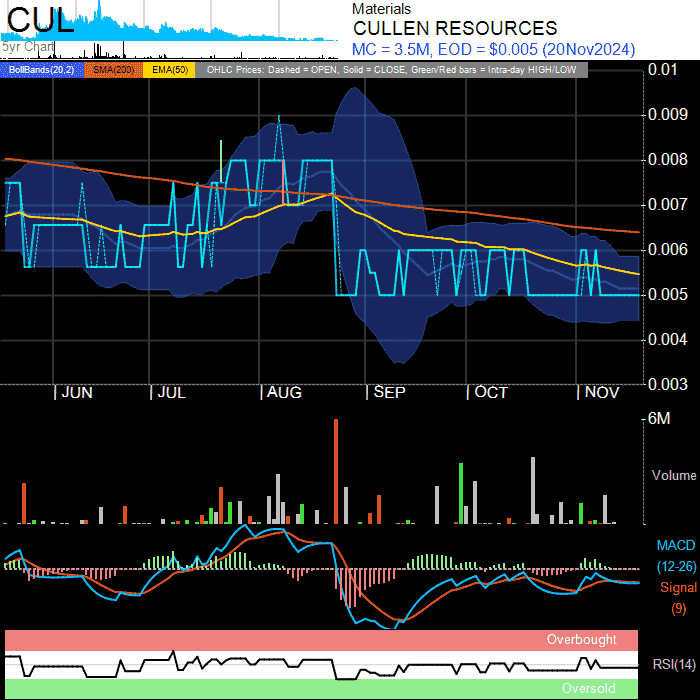 CUL
5yr Chart
Materials
CULLEN RESOURCES
MC = 3.5M, EOD = $0.005 (20Nov2024)
BollBands(20,2) SMA(200) EMA(50) OHLC Prices: Dashed = OPEN, Solid = CLOSE, Green/Red bars = Intra-day HIGH/LOW
0.01
0.009
0.008
0.007
0.006
0.005
0.004
0.003
JUN JUL AUG SEP OCT NOV
6M
Volume
MACD
(12-26)
Signal
(9)
Overbought
RSI(14)
Oversold